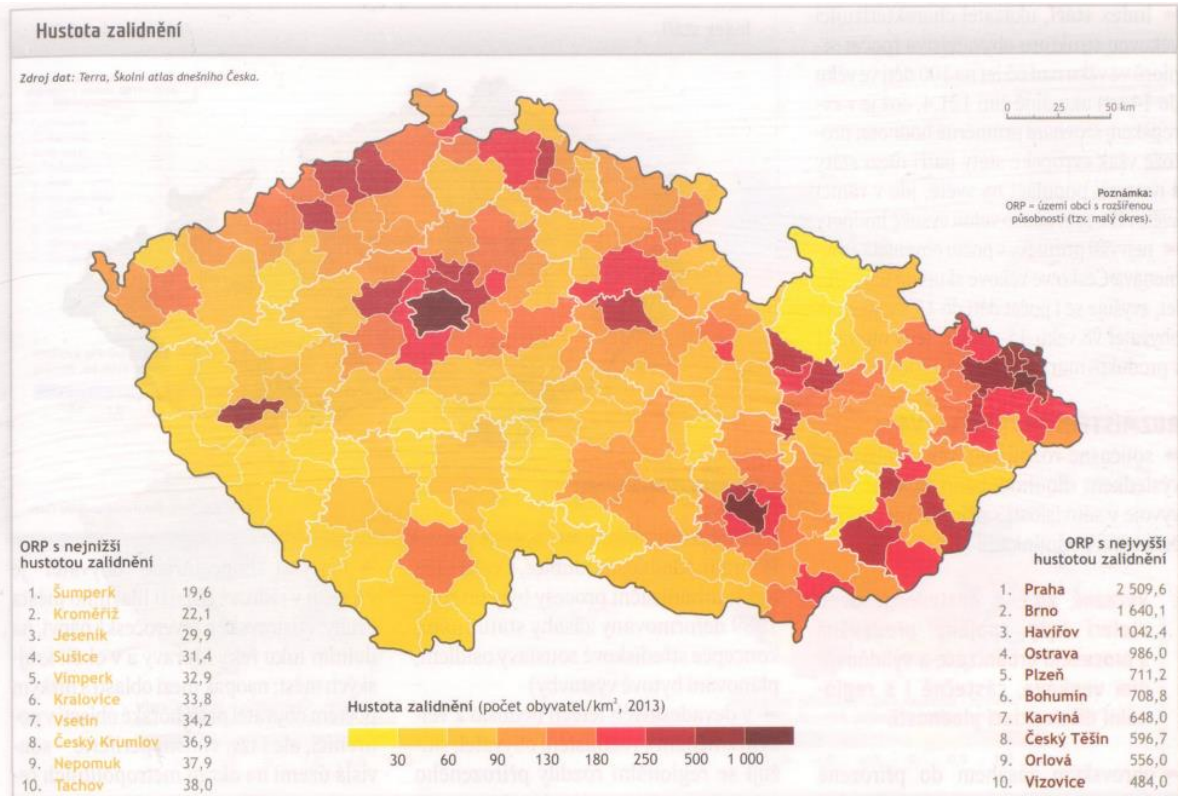 Hustota zalidnění
Zdroj dat: Terra, Školní atlas dnešního Česka.
0 25 50 km
Poznámka:
ORP = území obcí s rozšířenou
působností (tzv. malý okres).
ORP s nejnižší
hustotou zalidnění
1. Šumperk 19,6
2. Kroměříž 22,1
3. Jeseník 29,9
4. Sušice 31,4
5. Vimperk 32,9
6. Kralovice 33,8
7. Vsetín 34,2
8. Český Krumlov 36,9
9. Nepomuk 37,9
10. Tachov 38,0
Hustota zalidnění (počet obyvatel/km², 2013)
30 60 90 130 180 250 500 1 000
ORP s nejvyšší
hustotou zalidnění
1. Praha 2 509,6
2. Brno 1 640,1
3. Havířov 1 042,4
4. Ostrava 986,0
5. Plzeň 711,2
6. Bohumín 708,8
7. Karviná 648,0
8. Český Těšín 596,7
9. Orlová 556,0
10. Vizovice 484,0